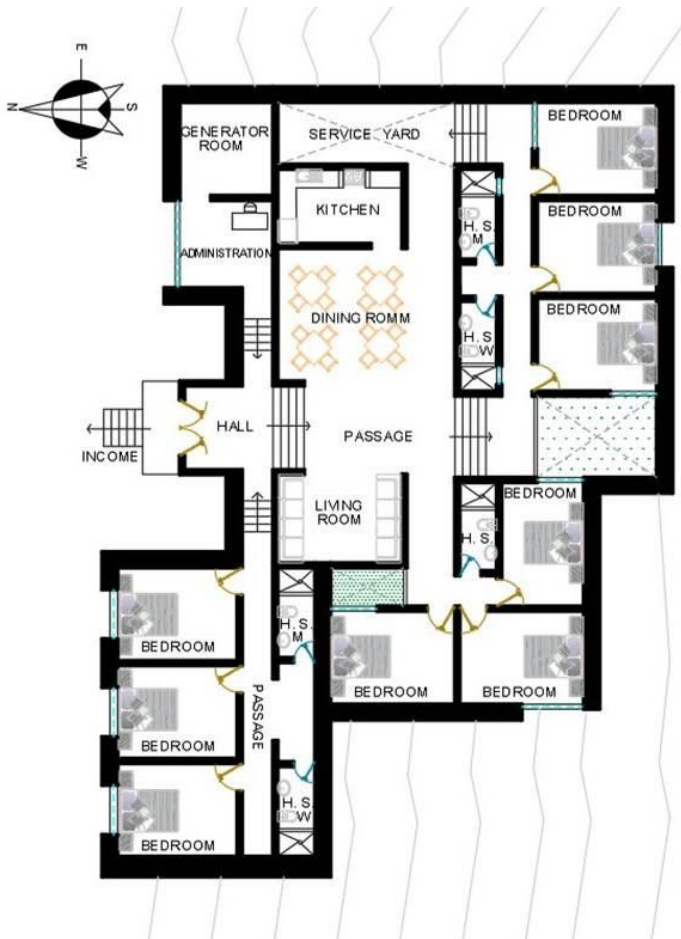 E
N
S
W
BEDROOM
GENERATOR
ROOM
SERVICE YARD
KITCHEN
BEDROOM
H. S.
M
ADMINISTRATION
DINING ROMM
BEDROOM
H. S.
W
HALL
PASSAGE
INCOME
LIVING
ROOM
BEDROOM
H. S.
BEDROOM
H. S.
M
BEDROOM
BEDROOM
PASSAGE
BEDROOM
H. S.
W
BEDROOM